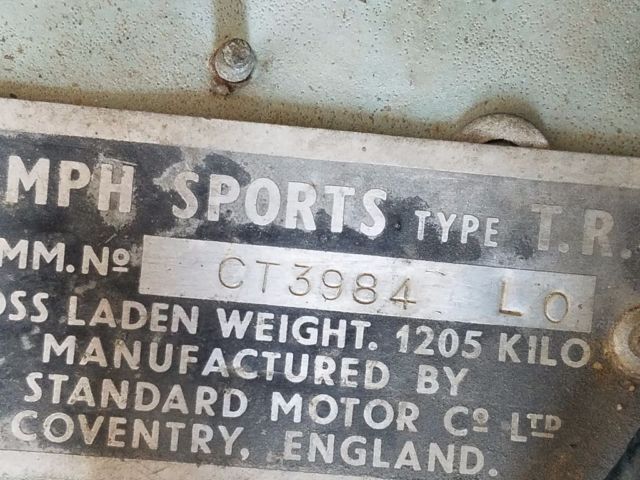 MPH SPORTS TYPE T.R.
MM. Nº CT3984 LO
OSS LADEN WEIGHT. 1205 KILO
MANUFACTURED BY
STANDARD MOTOR Cº LTD
COVENTRY, ENGLAND.